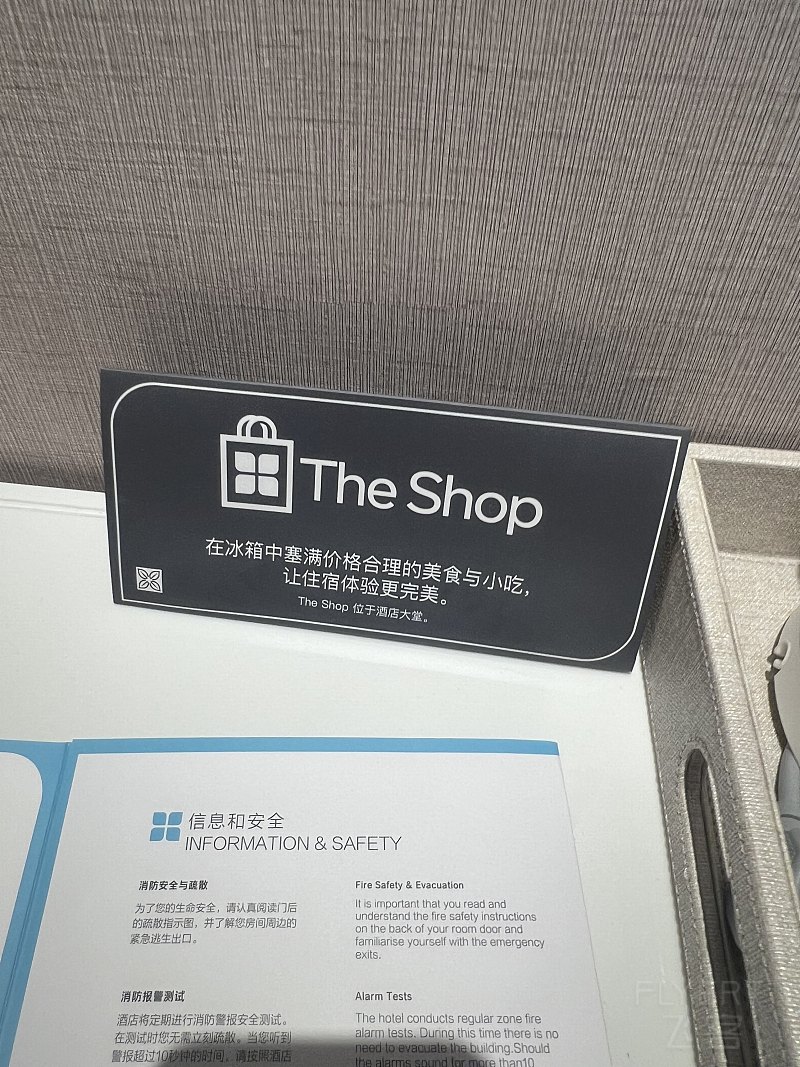 The Shop
在冰箱中塞满价格合理的美食与小吃，
让住宿体验更完美。
The Shop 位于酒店大堂。
信息和安全
INFORMATION & SAFETY
消防安全与疏散
为了您的生命安全，请认真阅读门后
的疏散指示图，并了解您房间周边的
紧急逃生出口。
消防报警测试
酒店将定期进行消防警报安全测试。
在测试时您无需立刻疏散。当您听到
警报超过10秒钟的时间，请按照酒店
Fire Safety & Evacuation
It is important that you read and
understand the fire safety instructions
on the back of your room door and
familiarise yourself with the emergency
exits.
Alarm Tests
The hotel conducts regular zone fire
alarm tests. During this time there is no
need to evacuate the building.Should
the alarms sound for more than10
FLYERT
飞客